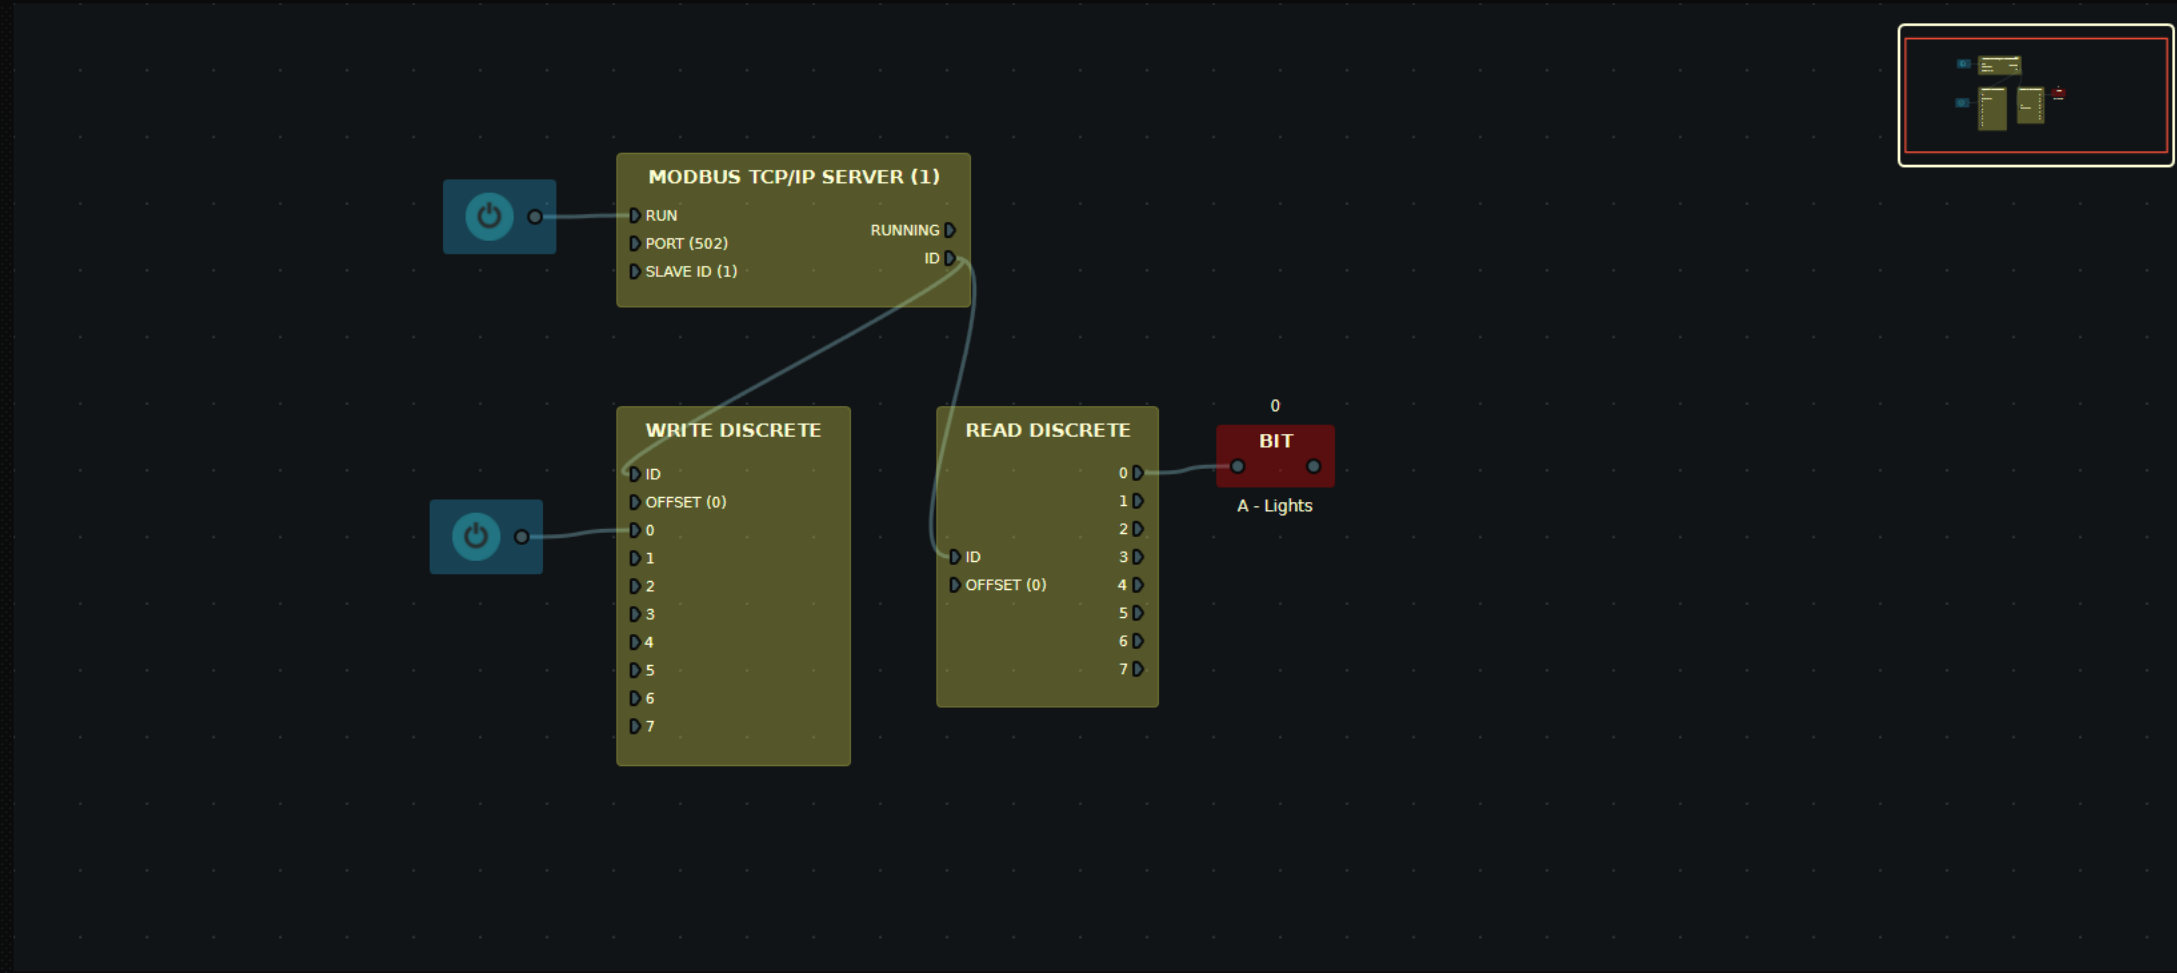 MODBUS TCP/IP SERVER (1)
RUN
PORT (502)
SLAVE ID (1)
RUNNING
ID
WRITE DISCRETE
ID
OFFSET (0)
0
1
2
3
4
5
6
7
READ DISCRETE
ID
OFFSET (0)
0
1
2
3
4
5
6
7
0
BIT
A - Lights